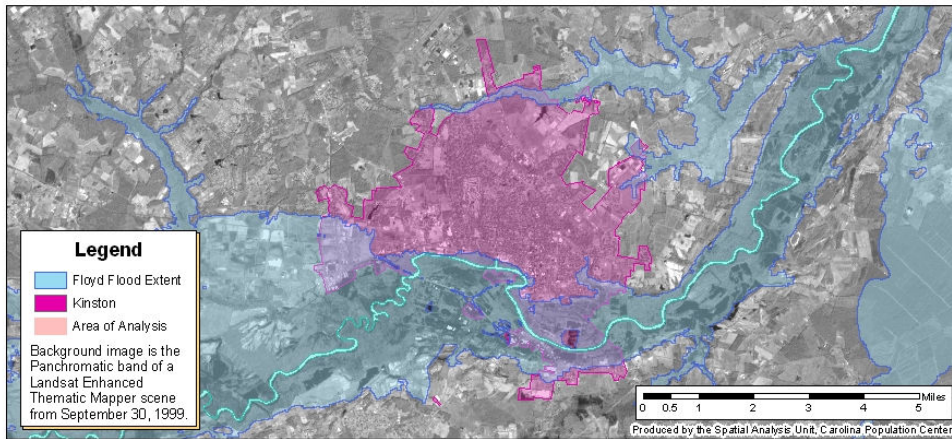 Legend
Floyd Flood Extent
Kinston
Area of Analysis
Background image is the
Panchromatic band of a
Landsat Enhanced
Thematic Mapper scene
from September 30, 1999.
0 0.5 1 2 3 4 5 Miles
Produced by the Spatial Analysis Unit, Carolina Population Center